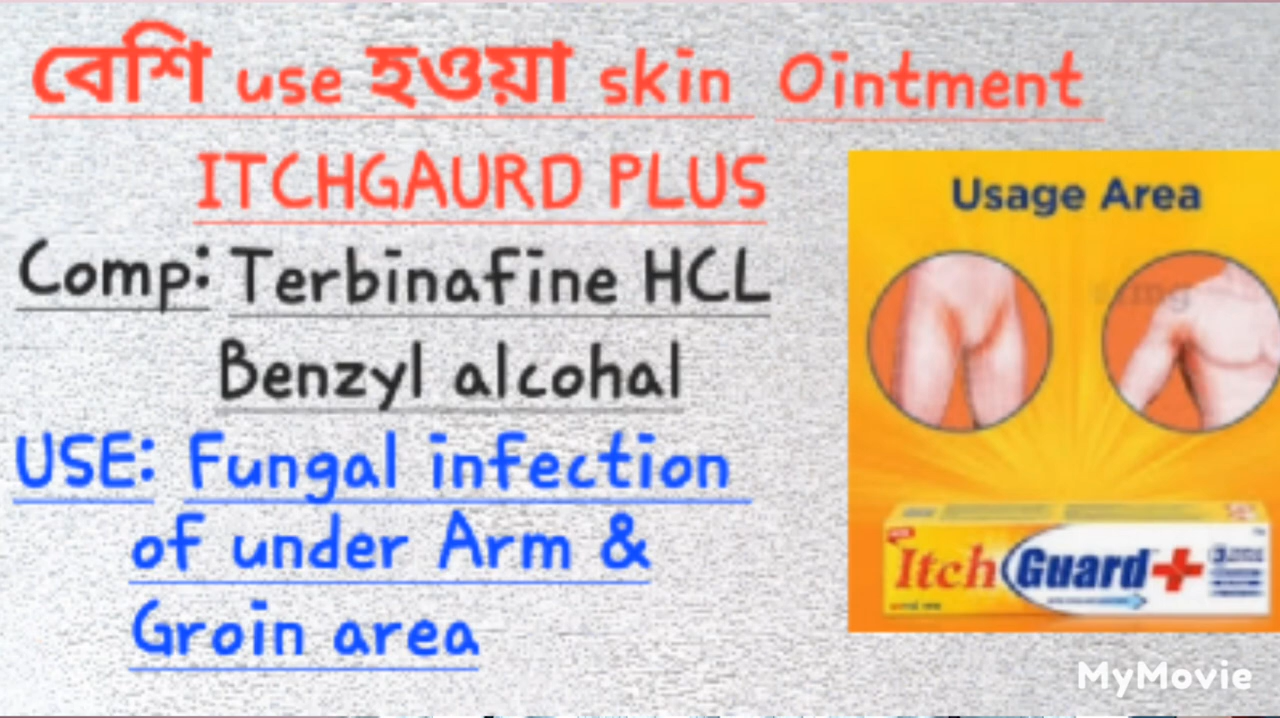 বেশি use হওয়া skin Ointment
ITCHGAURD PLUS
Comp: Terbinafine HCL
Benzyl alcohal
USE: Fungal infection
of under Arm &
Groin area
Usage Area
Itch Guard+
MyMovie